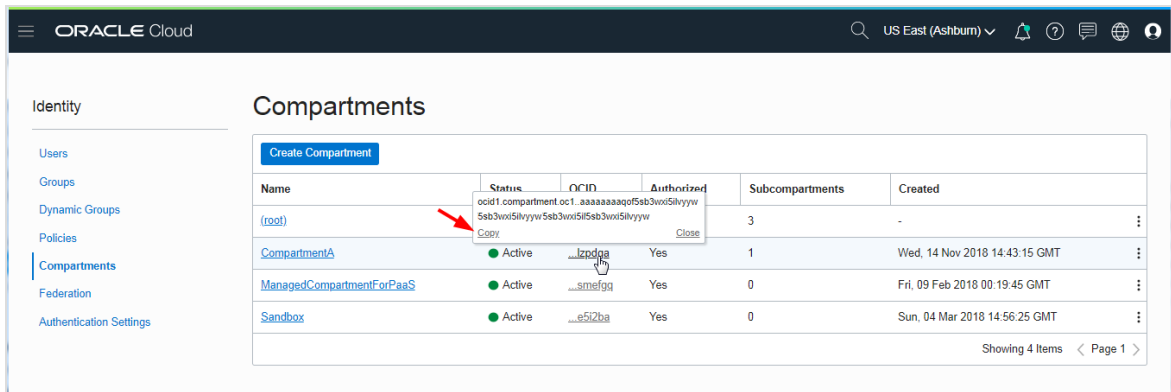 ORACLE Cloud
US East (Ashburn)
Identity
Users
Groups
Dynamic Groups
Policies
Compartments
Federation
Authentication Settings
Compartments
Create Compartment
Name Status OCID Authorized Subcompartments Created
ocid1.compartment.oc1..aaaaaaaaqof5sb3wxi5ilvyyw
5sb3wxi5ilvyyw5sb3wxi5il5sb3wxi5ilvyyw
Copy Close
(root) 3 -
CompartmentA Active ...lzpdga Yes 1 Wed, 14 Nov 2018 14:43:15 GMT
ManagedCompartmentForPaaS Active ...smefgq Yes 0 Fri, 09 Feb 2018 00:19:45 GMT
Sandbox Active ...e5i2ba Yes 0 Sun, 04 Mar 2018 14:56:25 GMT
Showing 4 Items < Page 1 >